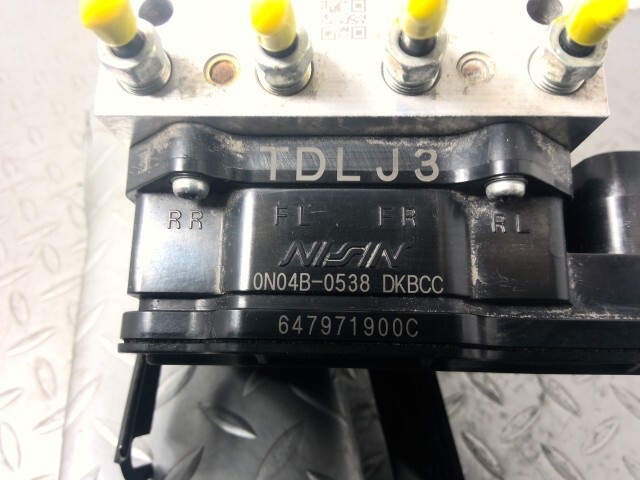 TDLJ3
RR FL FR RL
NISSIN
0N04B-0538 DKBCC
647971900C